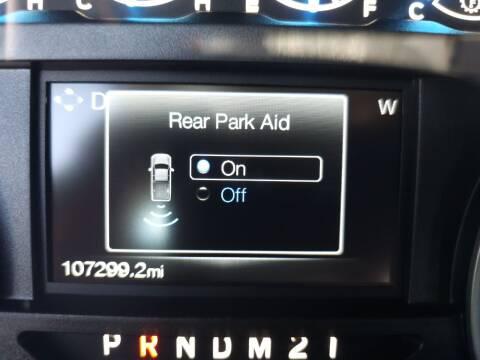 H C H E F C
D
W
Rear Park Aid
On
Off
107299.2mi
P R N D M 2 1